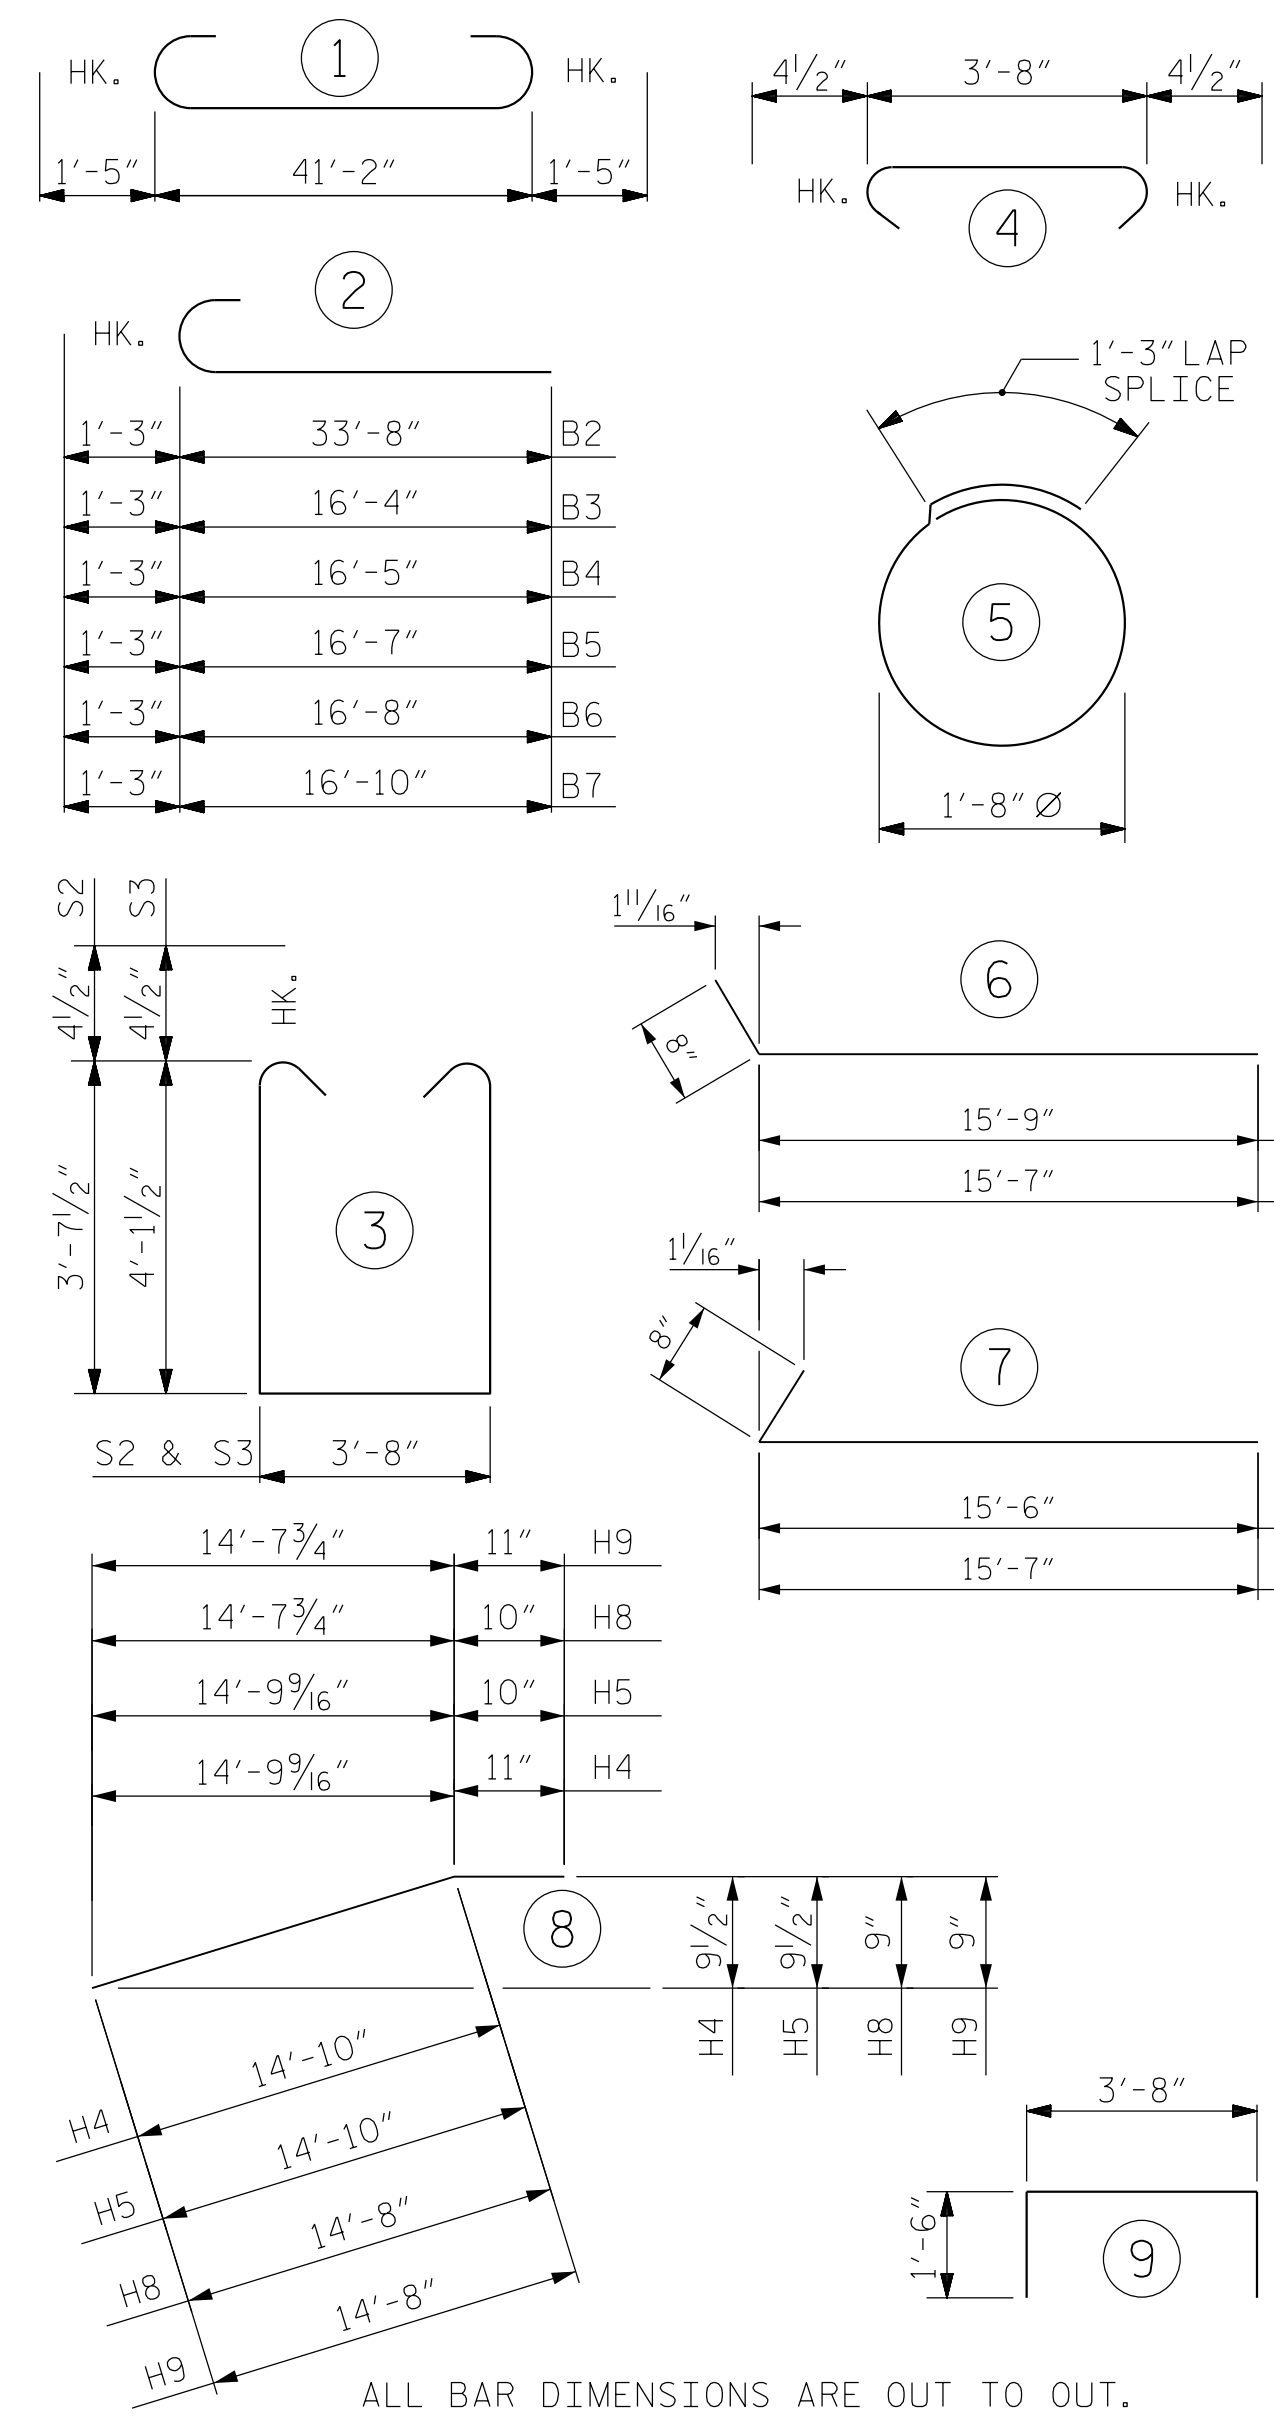 HK. 1 HK.
1'-5" 41'-2" 1'-5"
4 1/2" 3'-8" 4 1/2"
HK. 4 HK.
2
HK.
1'-3" 33'-8" B2
1'-3" 16'-4" B3
1'-3" 16'-5" B4
1'-3" 16'-7" B5
1'-3" 16'-8" B6
1'-3" 16'-10" B7
1'-3" LAP
SPLICE
5
1'-8" Ø
S2 S3
4 1/2" 4 1/2" HK.
3'-7 1/2" 4'-1 1/2" 3
S2 & S3 3'-8"
1 11/16"
6
8"
15'-9"
15'-7"
1 1/16"
7
8"
15'-6"
15'-7"
14'-7 3/4" 11" H9
14'-7 3/4" 10" H8
14'-9 9/16" 10" H5
14'-9 9/16" 11" H4
8
9 1/2" 9 1/2" 9" 9"
H4 H5 H8 H9
H4 14'-10"
H5 14'-10"
H8 14'-8"
H9 14'-8"
3'-8"
1'-6" 9
ALL BAR DIMENSIONS ARE OUT TO OUT.